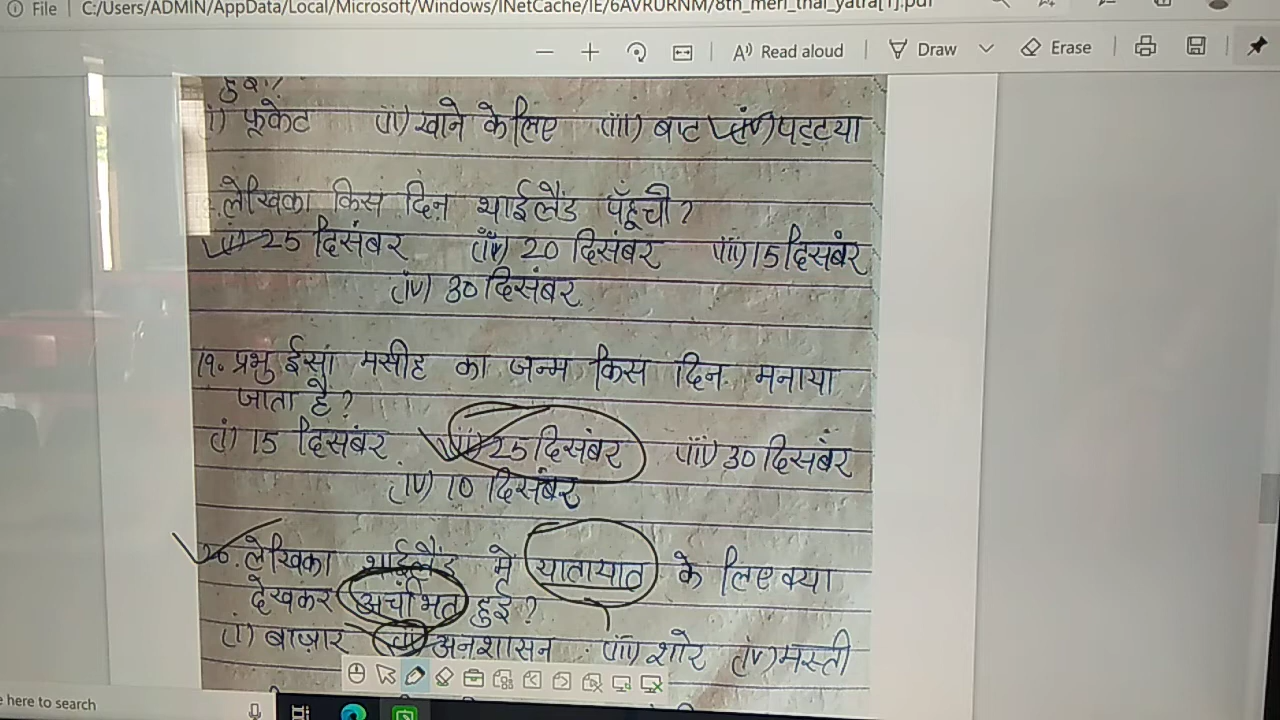 File | C:/Users/ADMIN/AppData/Local/Microsoft/Windows/INetCache/IE/6AVRURNM/8th_meri_thai_yatra[1].pdf
Read aloud Draw Erase
i) फूकेट ii) खाने के लिए iii) बाट iv) पट्टया
लेखिका किस दिन थाईलैंड पहूँची?
i) 25 दिसंबर ii) 20 दिसंबर iii) 15 दिसंबर
iv) 30 दिसंबर
19. प्रभु ईसा मसीह का जन्म किस दिन मनाया
जाता है?
i) 15 दिसंबर ii) 25 दिसंबर iii) 30 दिसंबर
iv) 10 दिसंबर
20. लेखिका थाईलैंड में यातायात के लिए क्या
देखकर अचंभित हुई?
i) बाज़ार ii) अनशासन iii) शोर iv) मस्ती
here to search